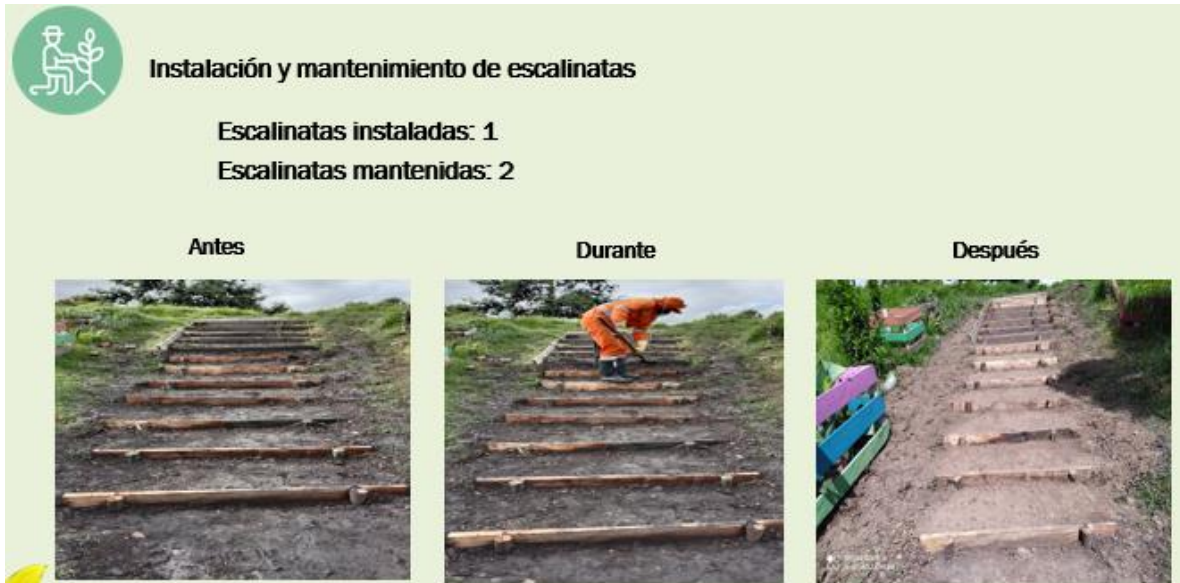 Instalación y mantenimiento de escalinatas
Escalinatas instaladas: 1
Escalinatas mantenidas: 2
Antes
Durante
Después